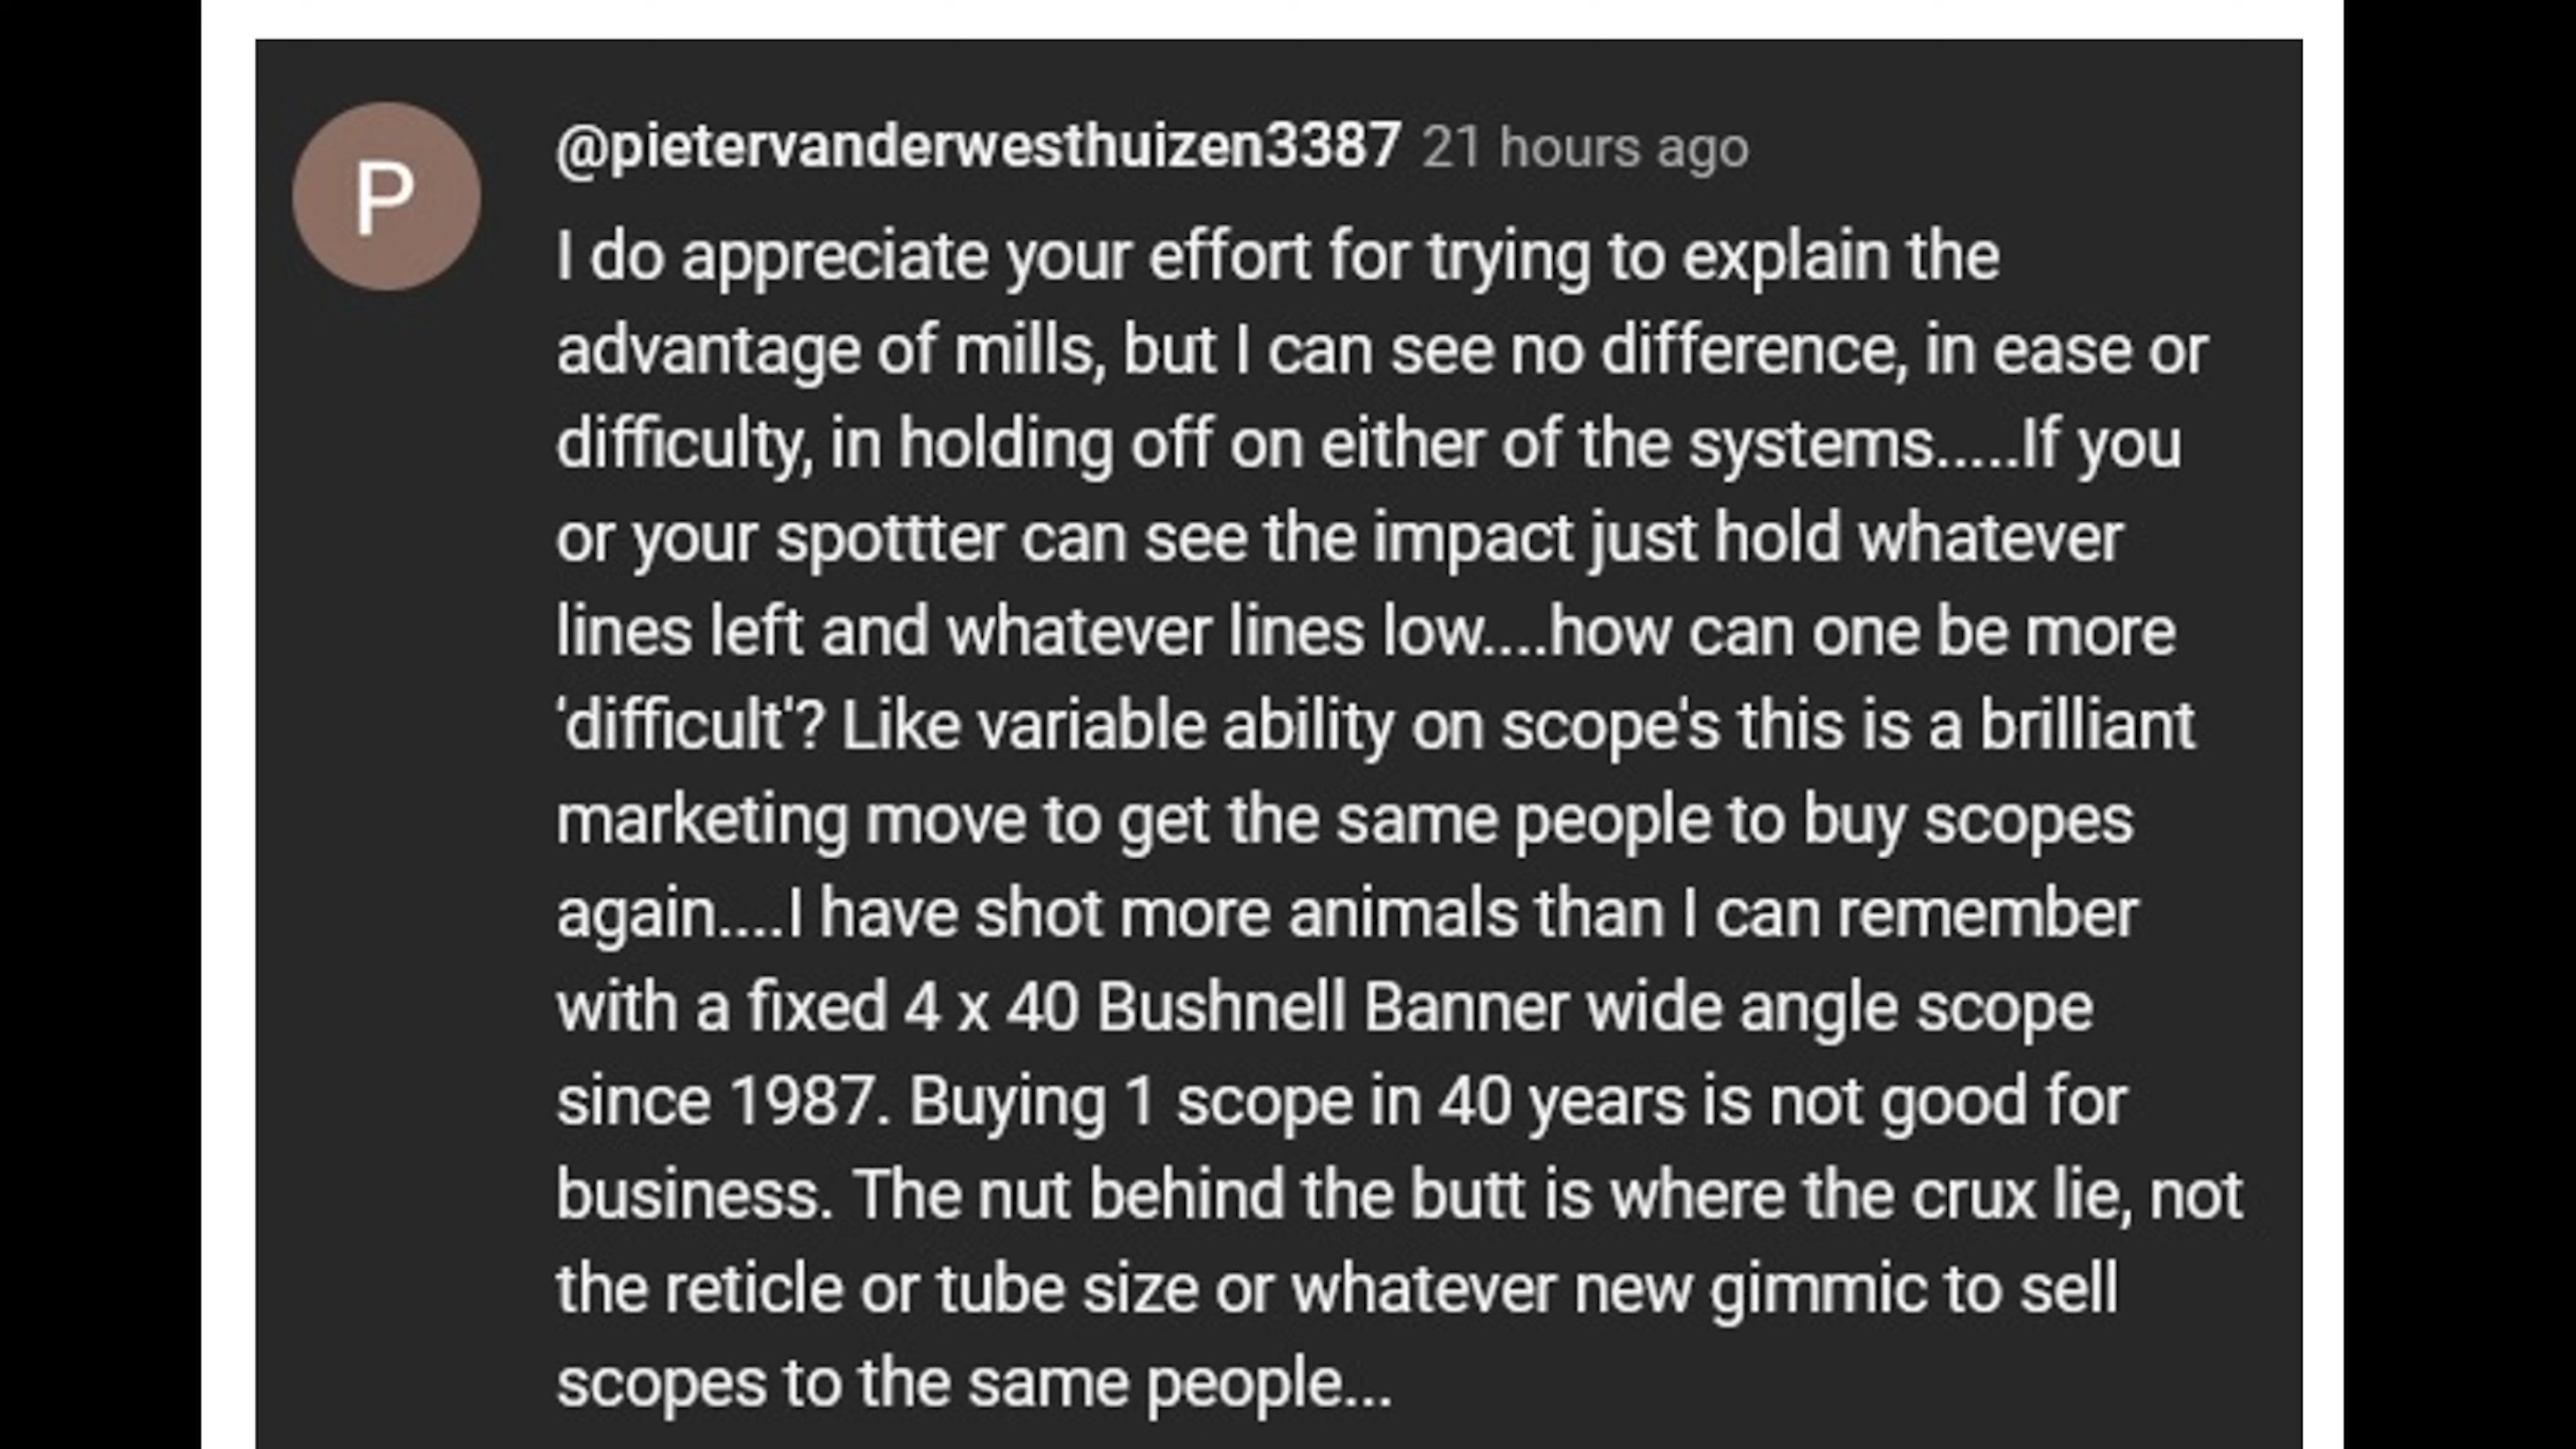 P
@pietervanderwesthuizen3387 21 hours ago
I do appreciate your effort for trying to explain the
advantage of mills, but I can see no difference, in ease or
difficulty, in holding off on either of the systems.....If you
or your spottter can see the impact just hold whatever
lines left and whatever lines low....how can one be more
'difficult'? Like variable ability on scope's this is a brilliant
marketing move to get the same people to buy scopes
again....I have shot more animals than I can remember
with a fixed 4 x 40 Bushnell Banner wide angle scope
since 1987. Buying 1 scope in 40 years is not good for
business. The nut behind the butt is where the crux lie, not
the reticle or tube size or whatever new gimmic to sell
scopes to the same people...